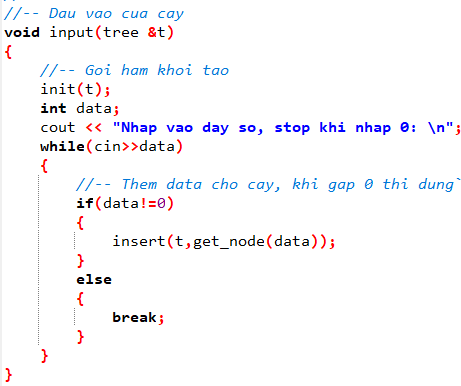 //-- Dau vao cua cay
void input(tree &t)
{
//-- Goi ham khoi tao
init(t);
int data;
cout << "Nhap vao day so, stop khi nhap 0: \n";
while(cin>>data)
{
//-- Them data cho cay, khi gap 0 thi dung`
if(data!=0)
{
insert(t,get_node(data));
}
else
{
break;
}
}
}